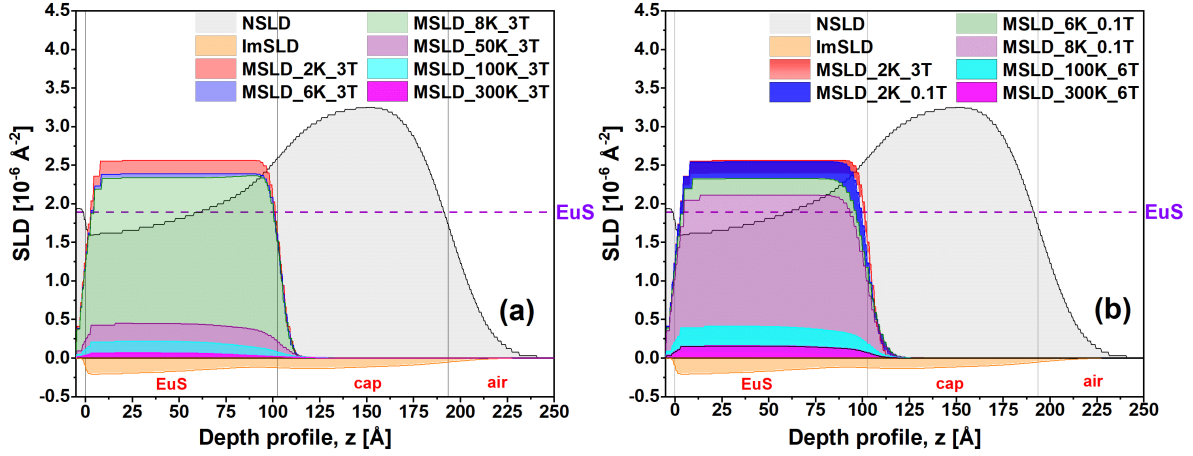 NSLD
ImSLD
MSLD_2K_3T
MSLD_6K_3T
MSLD_8K_3T
MSLD_50K_3T
MSLD_100K_3T
MSLD_300K_3T
4.5
4.0
3.5
3.0
2.5
2.0
1.5
1.0
0.5
0.0
-0.5
SLD [10⁻⁶ Å⁻²]
EuS
(a)
EuS
cap
air
0
25
50
75
100
125
150
175
200
225
250
Depth profile, z [Å]
NSLD
ImSLD
MSLD_2K_3T
MSLD_2K_0.1T
MSLD_6K_0.1T
MSLD_8K_0.1T
MSLD_100K_6T
MSLD_300K_6T
4.5
4.0
3.5
3.0
2.5
2.0
1.5
1.0
0.5
0.0
-0.5
SLD [10⁻⁶ Å⁻²]
EuS
(b)
EuS
cap
air
0
25
50
75
100
125
150
175
200
225
250
Depth profile, z [Å]